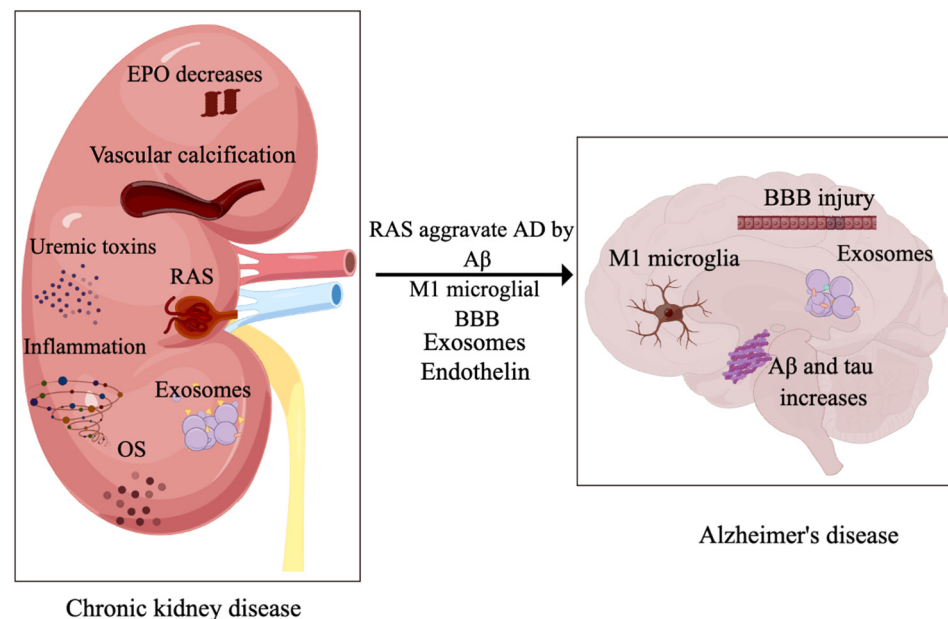 EPO decreases
Vascular calcification
Uremic toxins
RAS
Inflammation
Exosomes
OS
Chronic kidney disease
RAS aggravate AD by
Aβ
M1 microglial
BBB
Exosomes
Endothelin
BBB injury
Exosomes
M1 microglia
Aβ and tau
increases
Alzheimer's disease